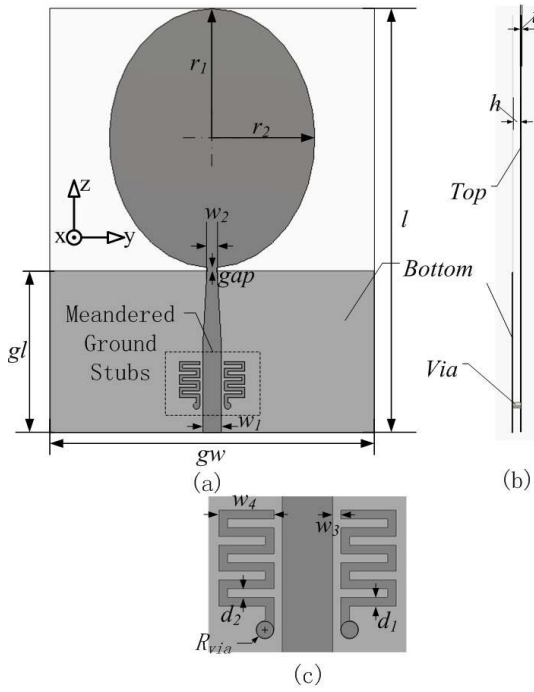 r1
r2
w2
z
x
y
l
gap
gl
Meandered
Ground
Stubs
Bottom
w1
gw
(a)
t
h
Top
Via
(b)
w4
w3
d2
d1
Rvia
(c)